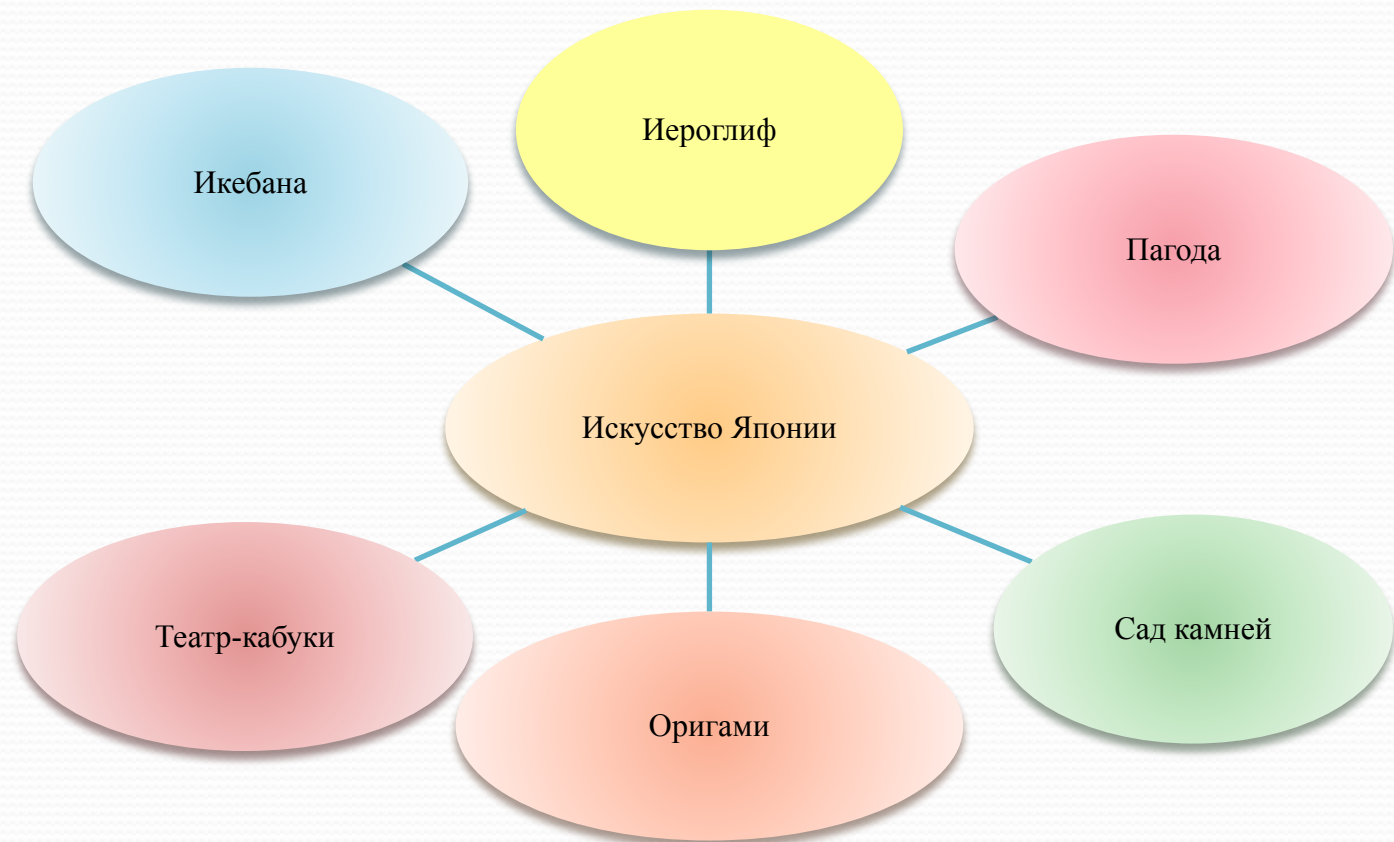 Иероглиф
Икебана
Пагода
Искусство Японии
Театр-кабуки
Сад камней
Оригами